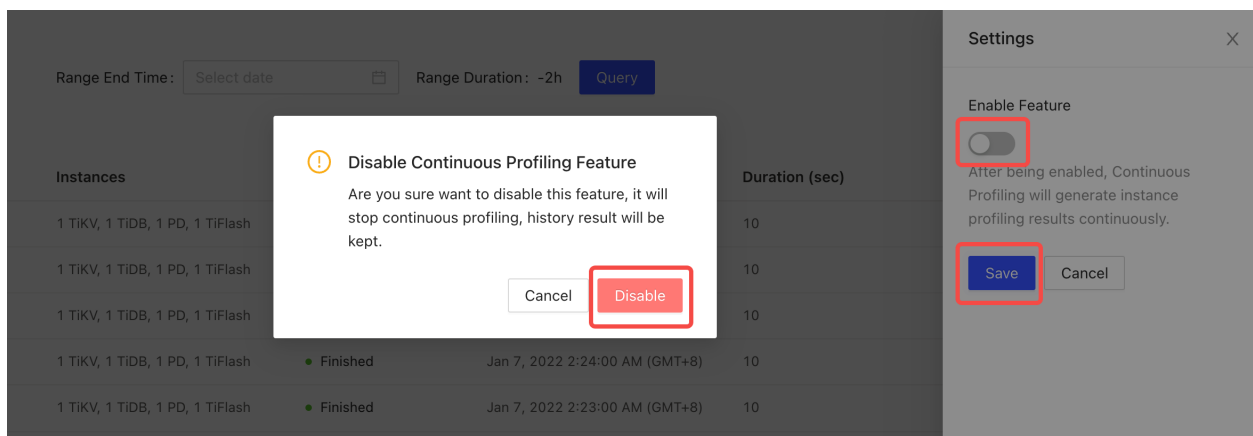 Settings
Range End Time : Select date Range Duration : -2h Query
Enable Feature
Disable Continuous Profiling Feature
Are you sure want to disable this feature, it will
stop continuous profiling, history result will be
kept.
Cancel Disable
After being enabled, Continuous
Profiling will generate instance
profiling results continuously.
Save Cancel
Instances Duration (sec)
1 TiKV, 1 TiDB, 1 PD, 1 TiFlash 10
1 TiKV, 1 TiDB, 1 PD, 1 TiFlash 10
1 TiKV, 1 TiDB, 1 PD, 1 TiFlash 10
1 TiKV, 1 TiDB, 1 PD, 1 TiFlash Finished Jan 7, 2022 2:24:00 AM (GMT+8) 10
1 TiKV, 1 TiDB, 1 PD, 1 TiFlash Finished Jan 7, 2022 2:23:00 AM (GMT+8) 10